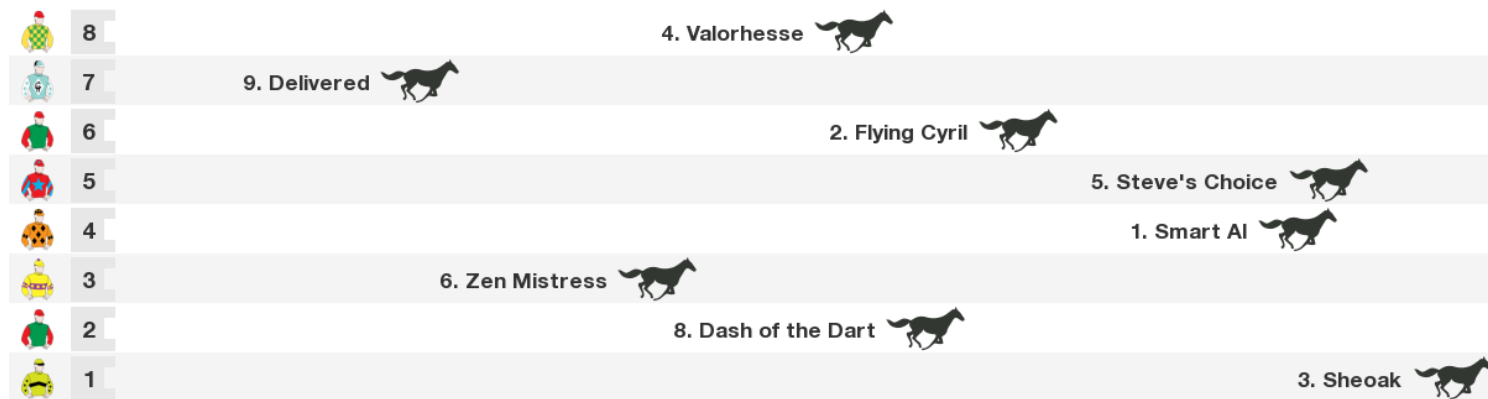 8 4. Valorhesse
7 9. Delivered
6 2. Flying Cyril
5 5. Steve's Choice
4 1. Smart Al
3 6. Zen Mistress
2 8. Dash of the Dart
1 3. Sheoak